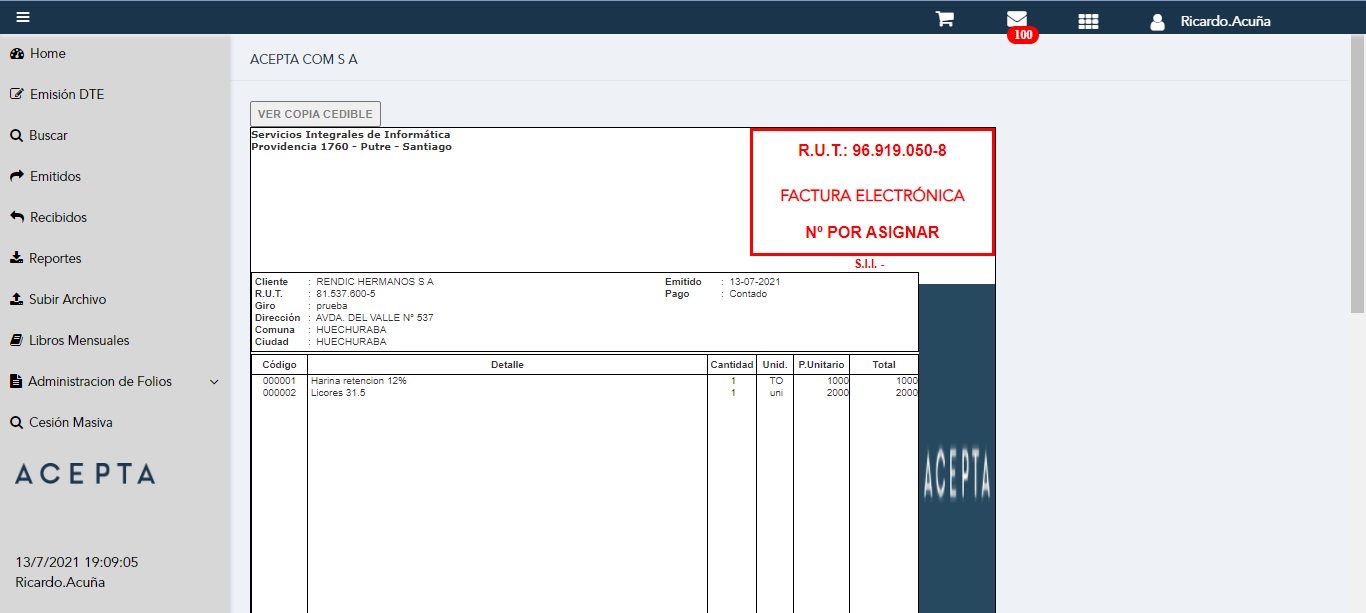 Ricardo.Acuña
100
Home
Emisión DTE
Buscar
Emitidos
Recibidos
Reportes
Subir Archivo
Libros Mensuales
Administracion de Folios
Cesión Masiva
ACEPTA
13/7/2021 19:09:05
Ricardo.Acuña
ACEPTA COM S A
VER COPIA CEDIBLE
Servicios Integrales de Informática
Providencia 1760 - Putre - Santiago
R.U.T.: 96.919.050-8
FACTURA ELECTRÓNICA
Nº POR ASIGNAR
S.I.I. -
Cliente : RENDIC HERMANOS S A Emitido : 13-07-2021
R.U.T. : 81.537.600-5 Pago : Contado
Giro : prueba
Dirección : AVDA. DEL VALLE N° 537
Comuna : HUECHURABA
Ciudad : HUECHURABA
Código Detalle Cantidad Unid. P.Unitario Total
000001 Harina retencion 12% 1 TO 1000 1000
000002 Licores 31.5 1 uni 2000 2000
ACEPTA